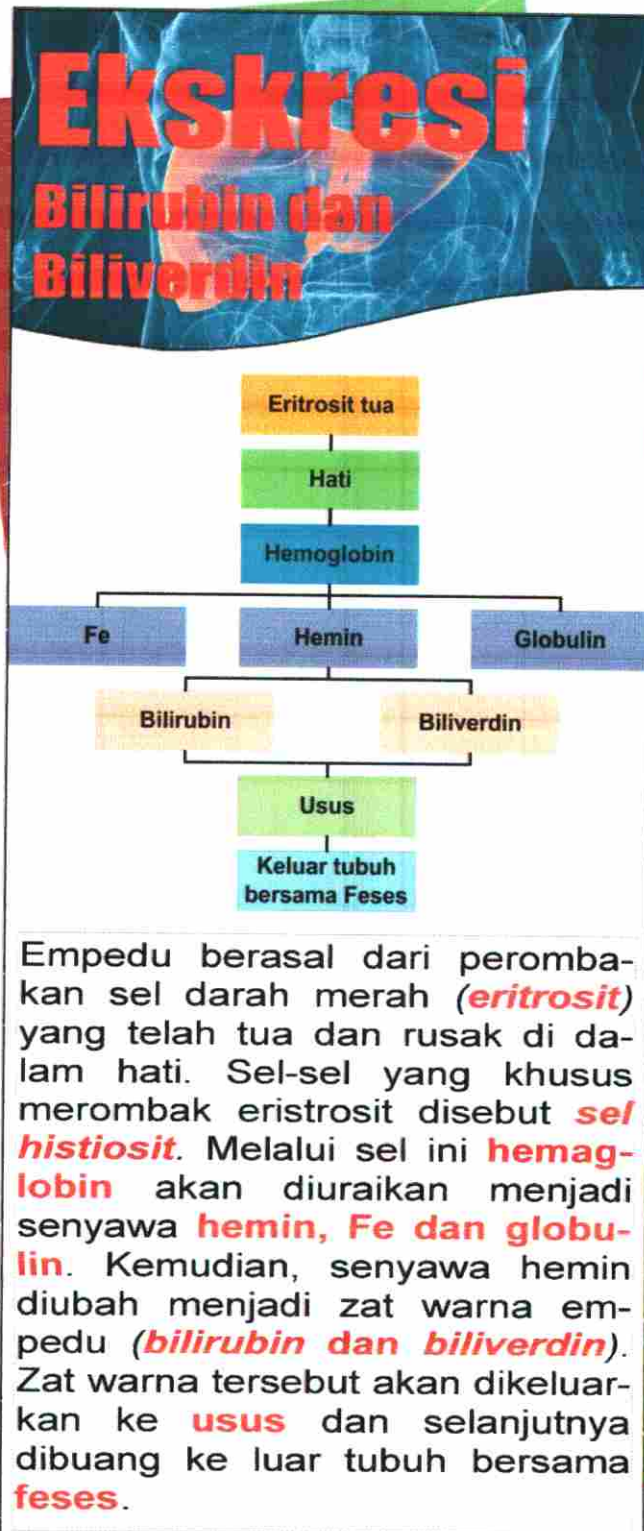 Ekskresi
Bilirubin dan
Biliverdin
Eritrosit tua
Hati
Hemoglobin
Fe
Hemin
Globulin
Bilirubin
Biliverdin
Usus
Keluar tubuh
bersama Feses
Empedu berasal dari peromba-
kan sel darah merah (eritrosit)
yang telah tua dan rusak di da-
lam hati. Sel-sel yang khusus
merombak eristrosit disebut sel
histiosit. Melalui sel ini hemag-
lobin akan diuraikan menjadi
senyawa hemin, Fe dan globu-
lin. Kemudian, senyawa hemin
diubah menjadi zat warna em-
pedu (bilirubin dan biliverdin).
Zat warna tersebut akan dikeluar-
kan ke usus dan selanjutnya
dibuang ke luar tubuh bersama
feses.